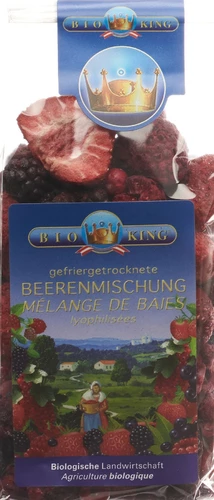 BIO KING
BIO KING
gefriergetrocknete
BEERENMISCHUNG
MÉLANGE DE BAIES
lyophilisées
Biologische Landwirtschaft
Agriculture biologique